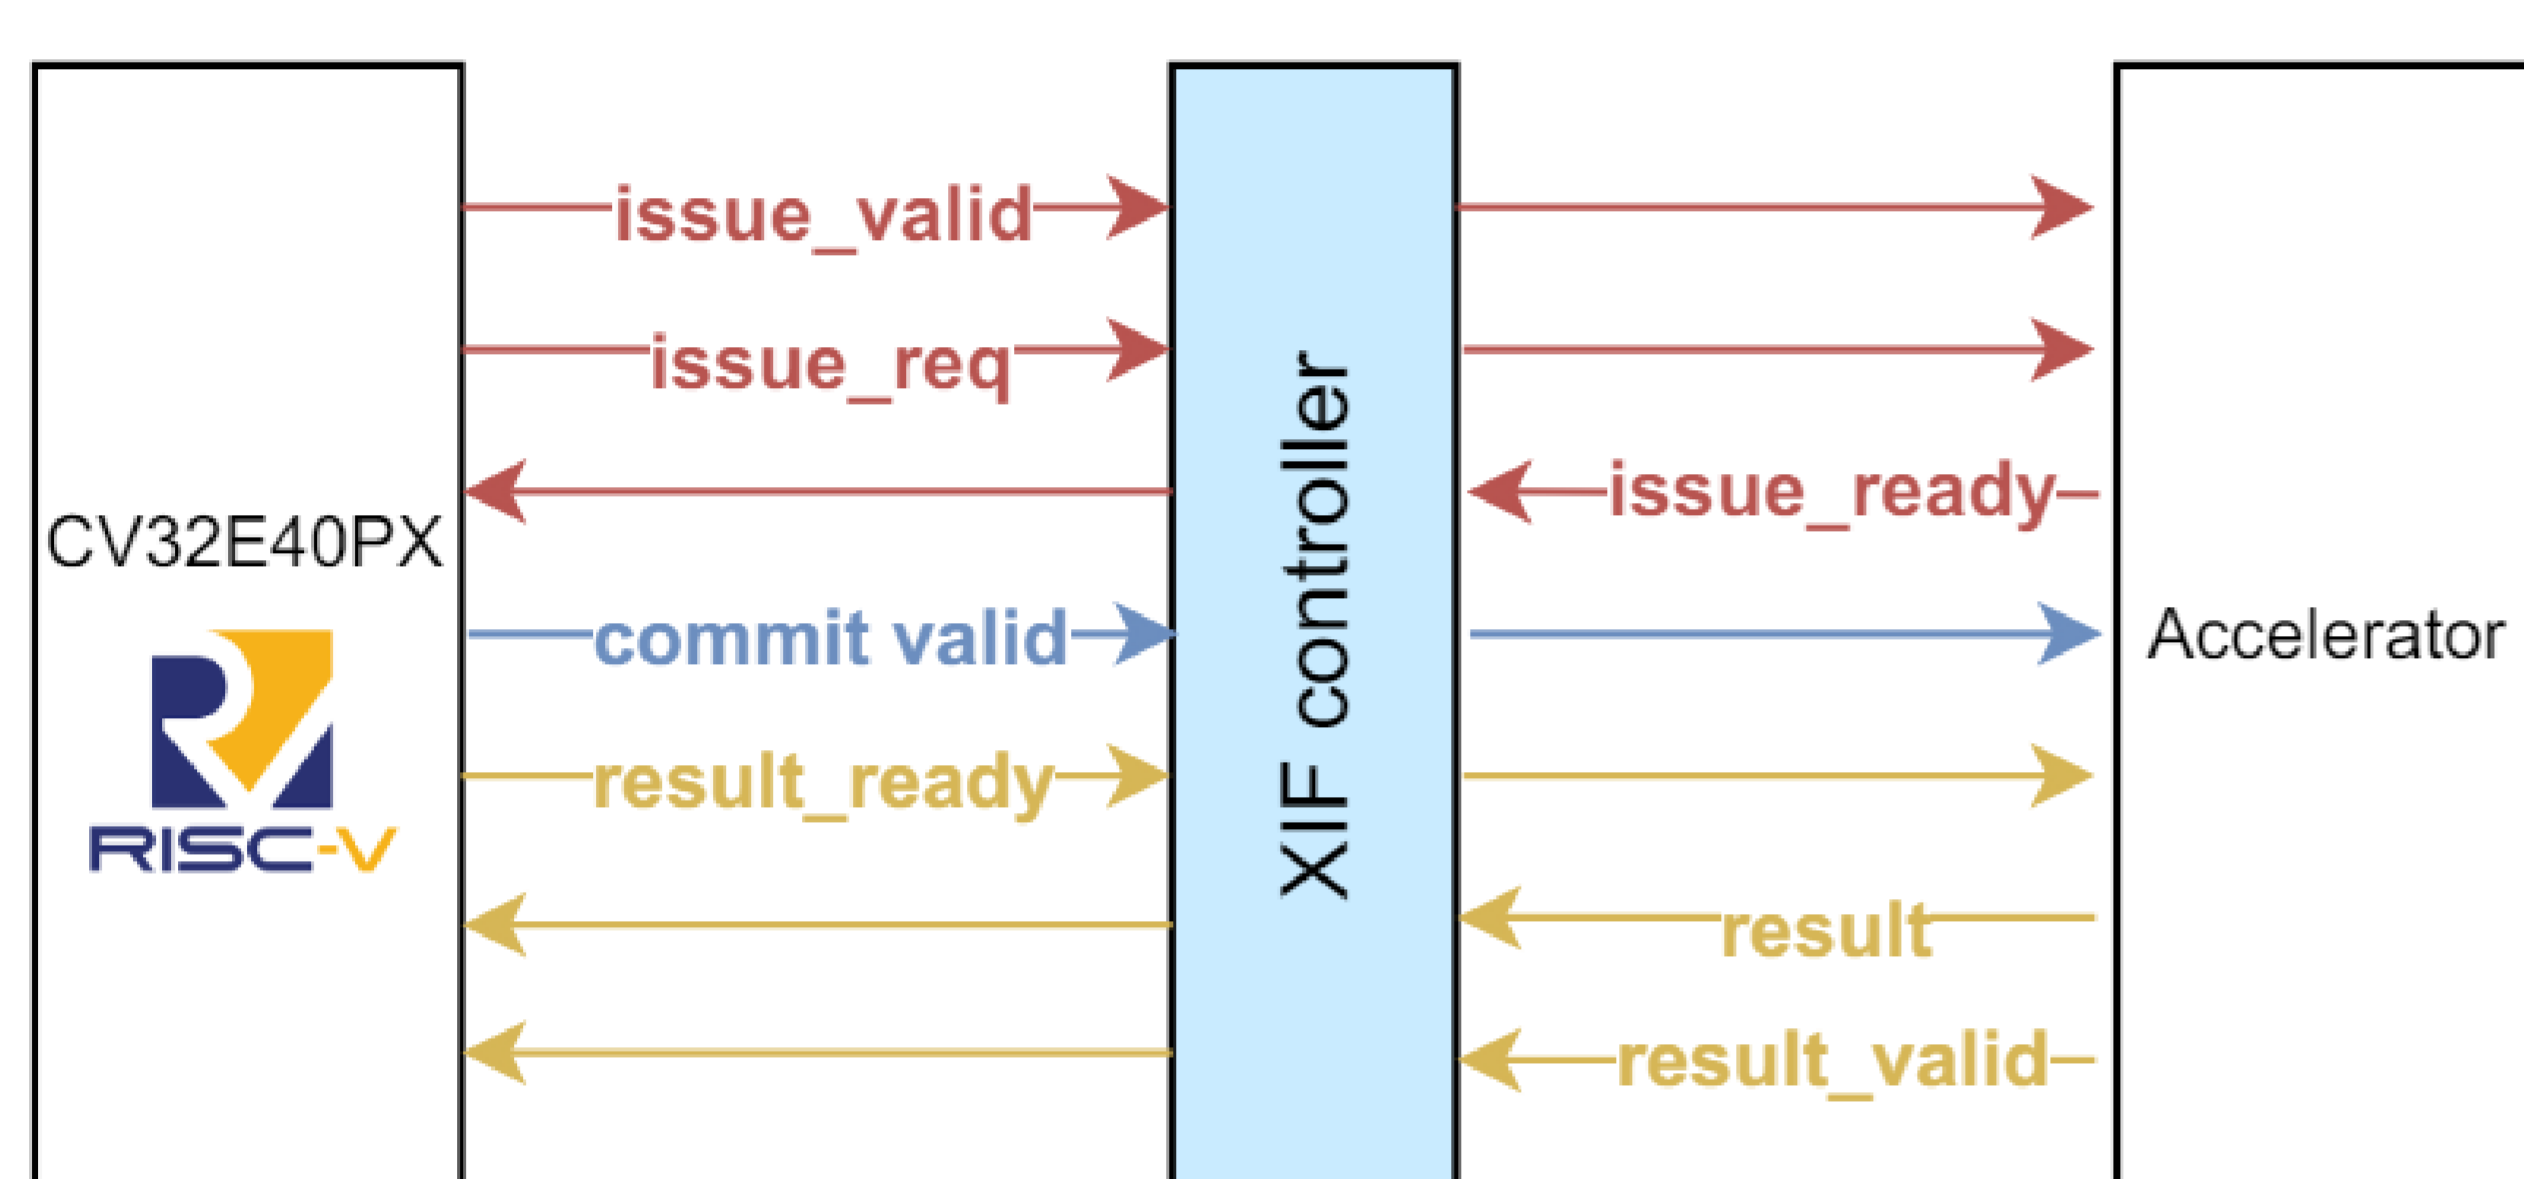 issue_valid
issue_req
issue_ready
CV32E40PX
commit valid
XIF controller
Accelerator
result_ready
RISC-V
result
result_valid